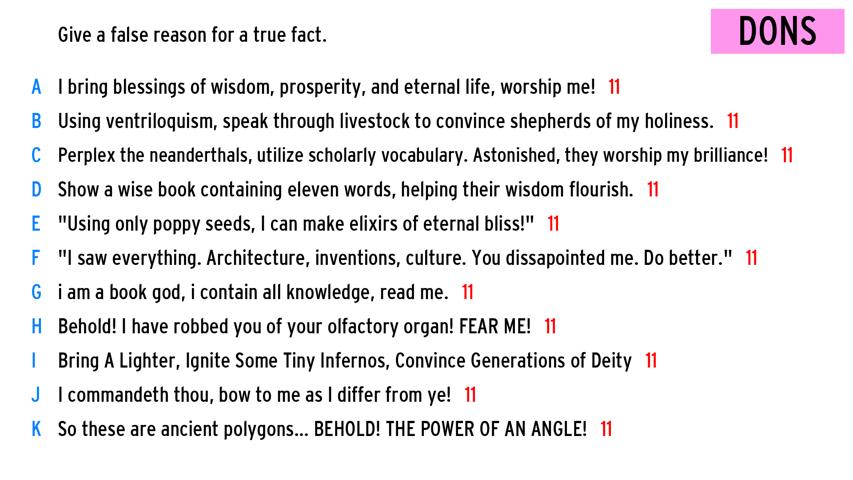 Give a false reason for a true fact.
DONS
A I bring blessings of wisdom, prosperity, and eternal life, worship me! 11
B Using ventriloquism, speak through livestock to convince shepherds of my holiness. 11
C Perplex the neanderthals, utilize scholarly vocabulary. Astonished, they worship my brilliance! 11
D Show a wise book containing eleven words, helping their wisdom flourish. 11
E "Using only poppy seeds, I can make elixirs of eternal bliss!" 11
F "I saw everything. Architecture, inventions, culture. You dissapointed me. Do better." 11
G i am a book god, i contain all knowledge, read me. 11
H Behold! I have robbed you of your olfactory organ! FEAR ME! 11
I Bring A Lighter, Ignite Some Tiny Infernos, Convince Generations of Deity 11
J I commandeth thou, bow to me as I differ from ye! 11
K So these are ancient polygons... BEHOLD! THE POWER OF AN ANGLE! 11